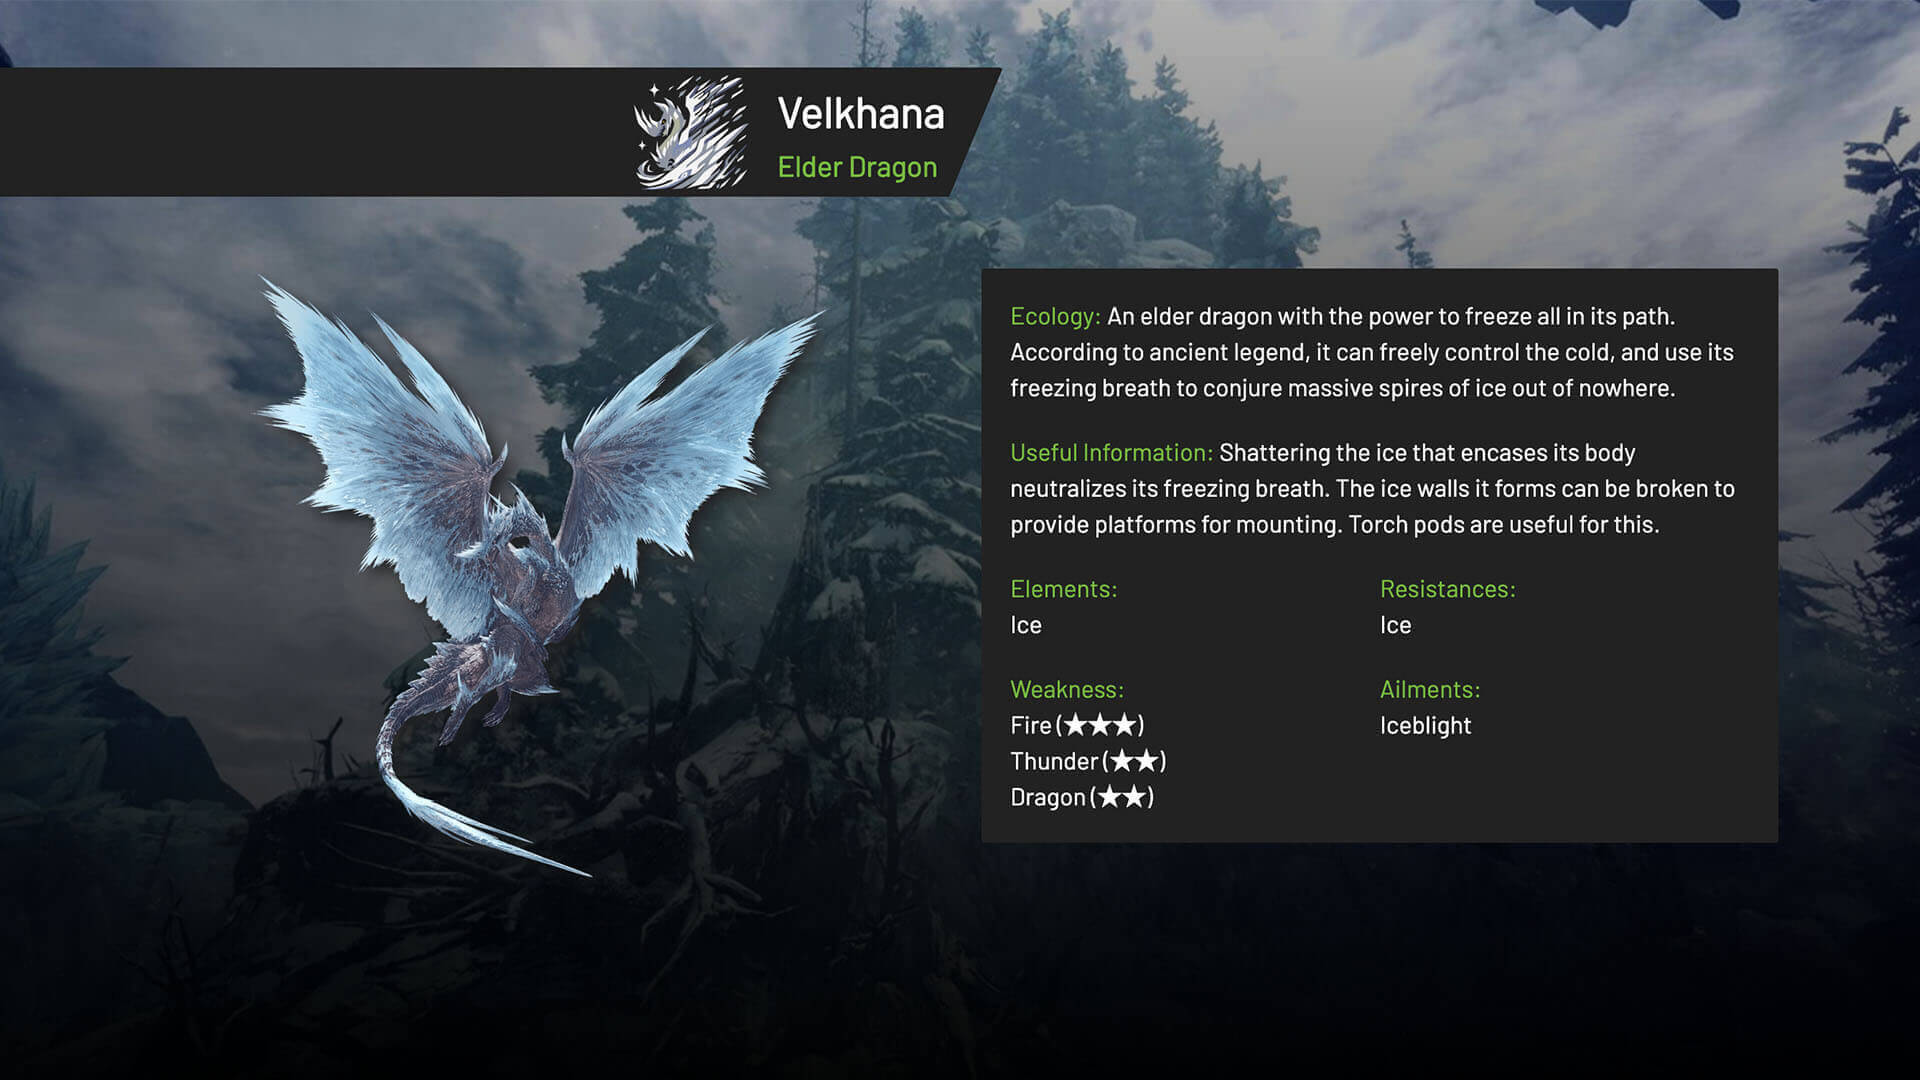 Velkhana
Elder Dragon
Ecology: An elder dragon with the power to freeze all in its path.
According to ancient legend, it can freely control the cold, and use its
freezing breath to conjure massive spires of ice out of nowhere.
Useful Information: Shattering the ice that encases its body
neutralizes its freezing breath. The ice walls it forms can be broken to
provide platforms for mounting. Torch pods are useful for this.
Elements:
Ice
Resistances:
Ice
Weakness:
Fire (★★★)
Thunder (★★)
Dragon (★★)
Ailments:
Iceblight